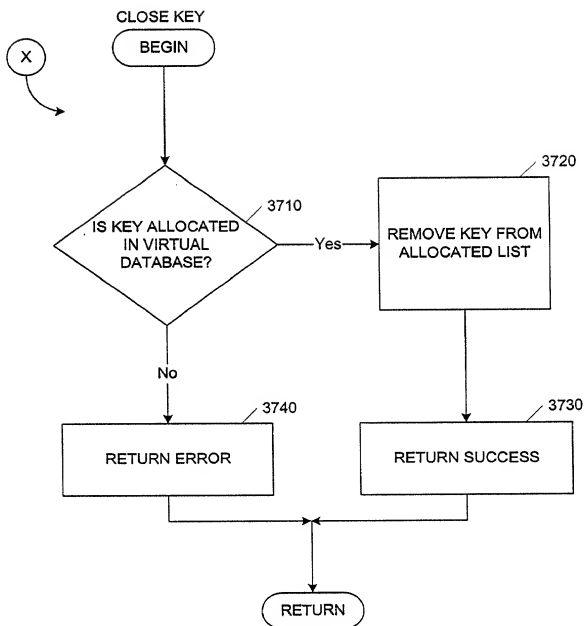 CLOSE KEY
BEGIN
X
3710
IS KEY ALLOCATED
IN VIRTUAL
DATABASE?
Yes
3720
REMOVE KEY FROM
ALLOCATED LIST
No
3740
RETURN ERROR
3730
RETURN SUCCESS
RETURN